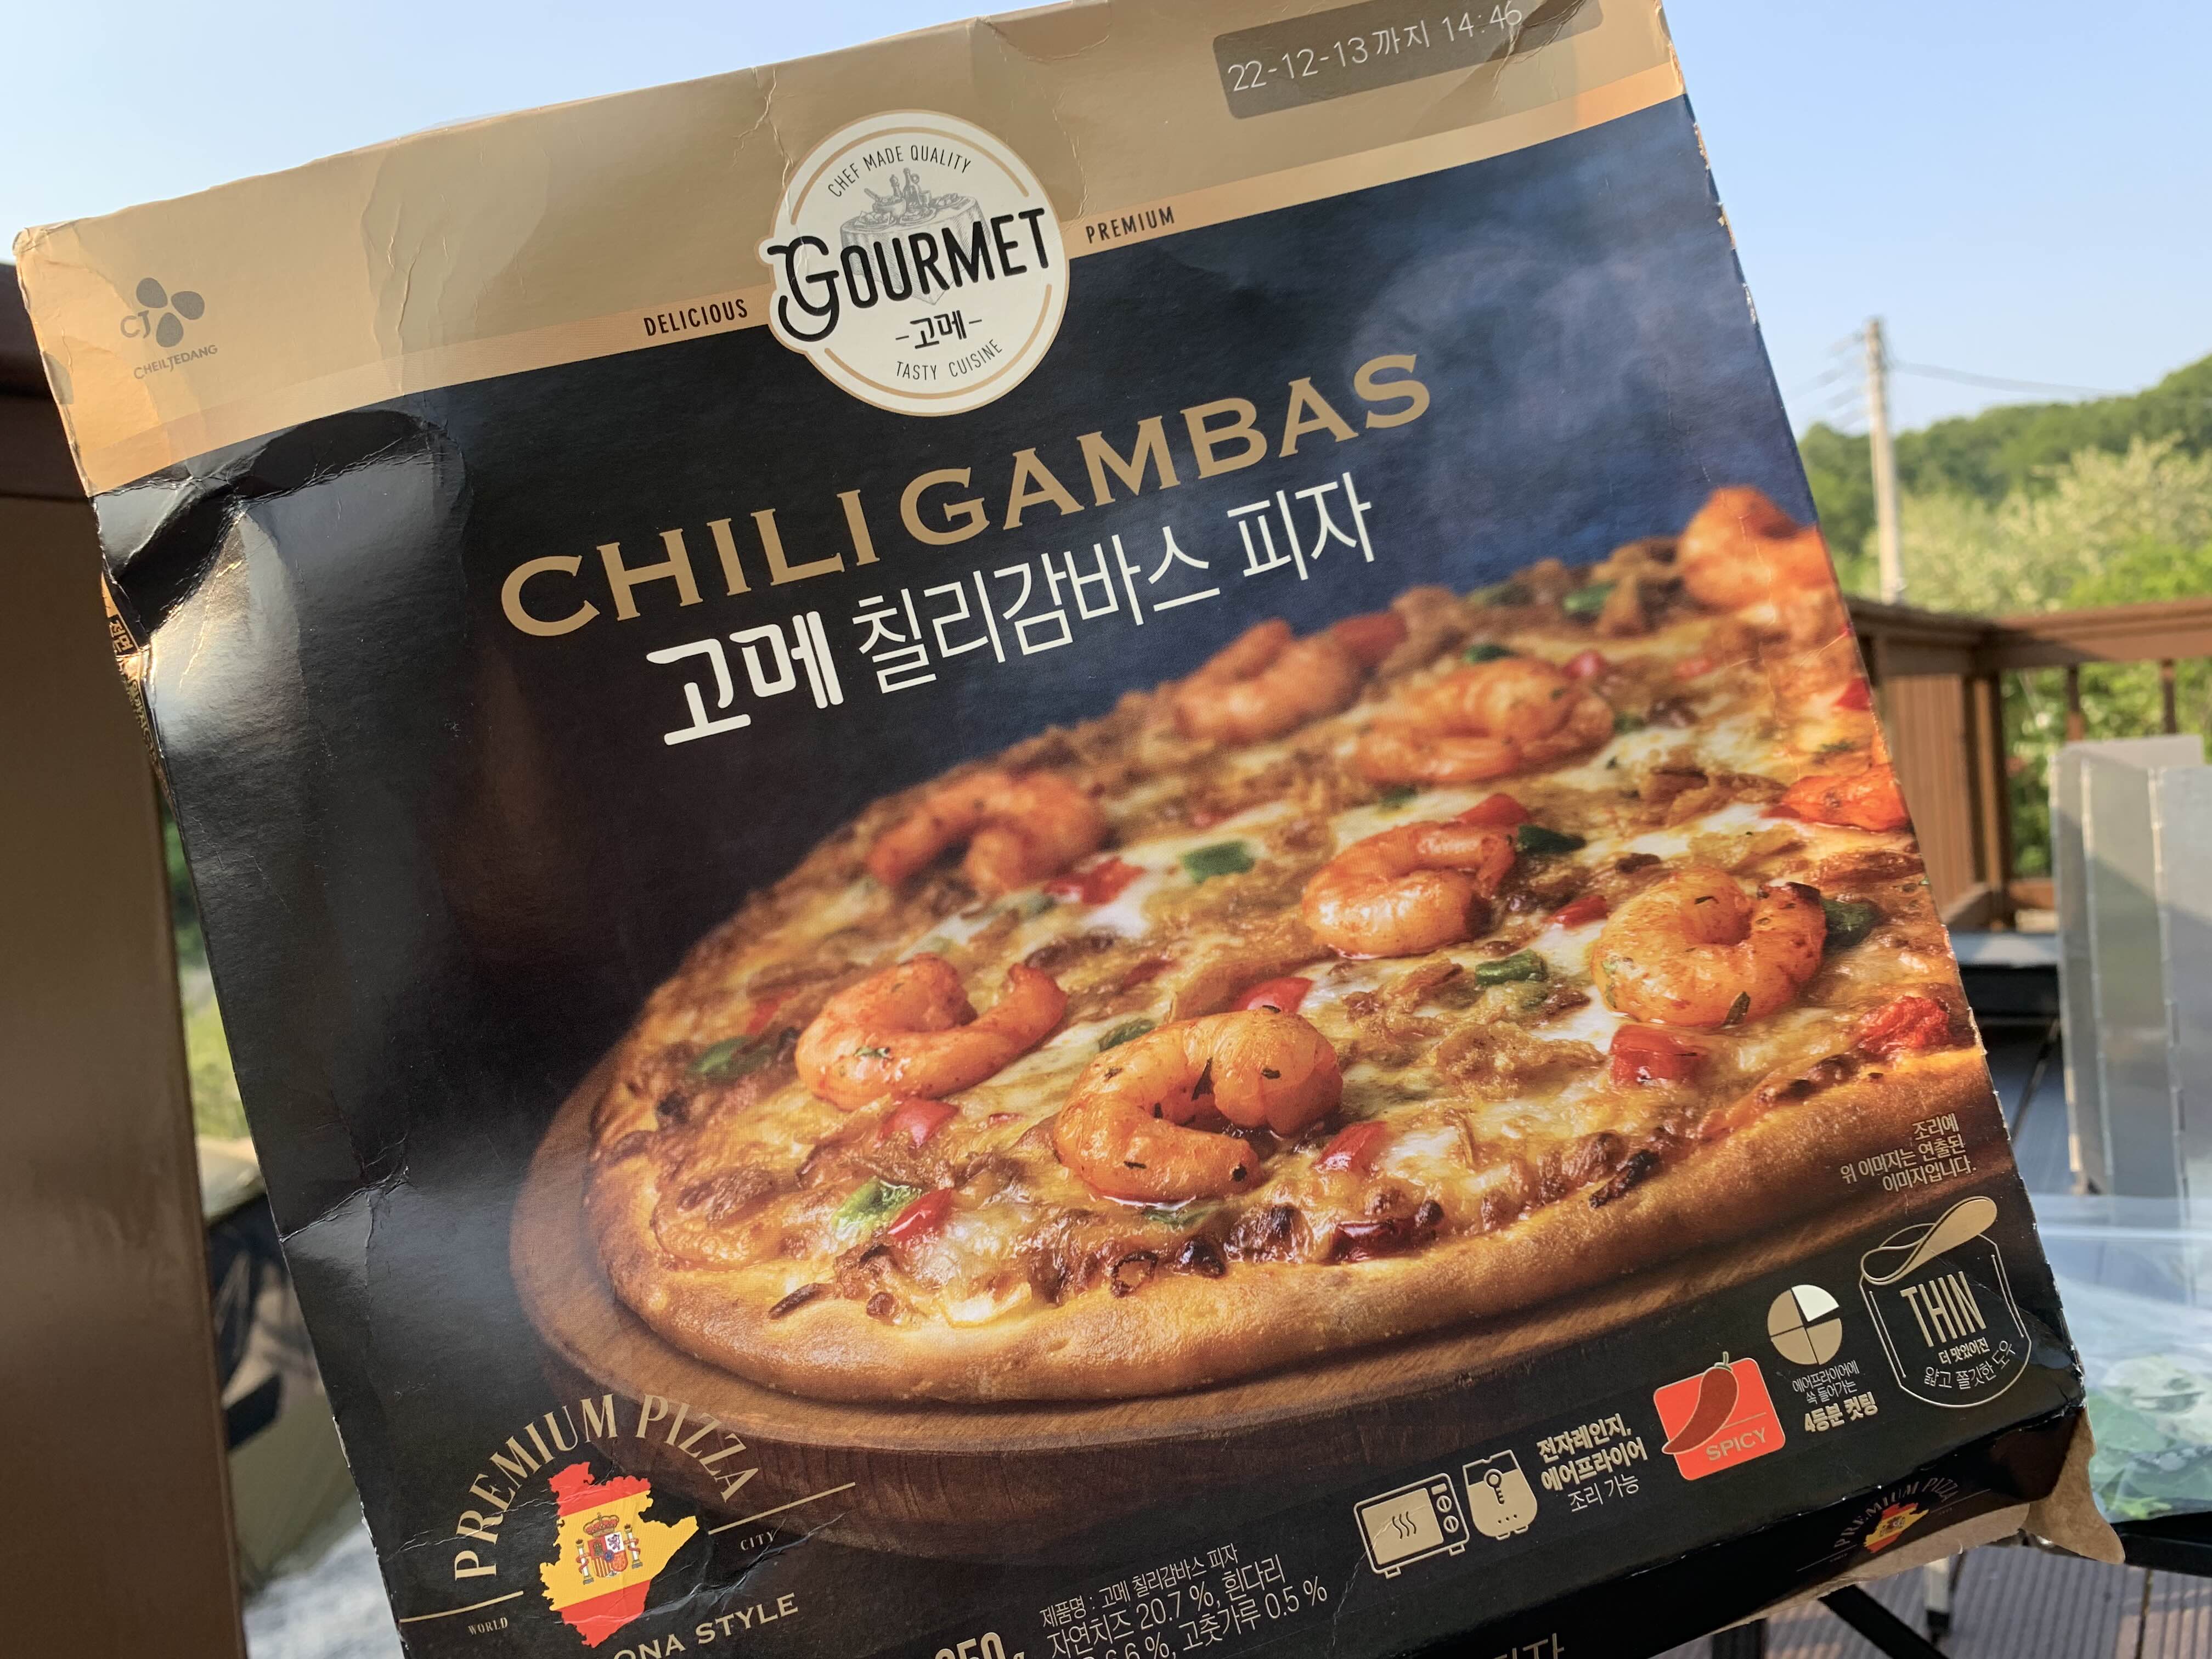 22-12-13까지 14:46
CJ
CHEILJEDANG
CHEF MADE QUALITY
GOURMET
-고메-
TASTY CUISINE
DELICIOUS
PREMIUM
CHILI GAMBAS
고메 칠리감바스 피자
조리에
위 이미지는 연출된
이미지입니다.
THIN
더 맛있어진
얇고 쫄깃한 도우
에어프라이어에
쏙 들어가는
4등분 컷팅
SPICY
전자레인지,
에어프라이어
조리 가능
PREMIUM PIZZA
WORLD
CITY
ONA STYLE
PREMIUM PIZZA
제품명 : 고메 칠리감바스 피자
자연치즈 20.7 %, 흰다리
6.6 %, 고춧가루 0.5 %